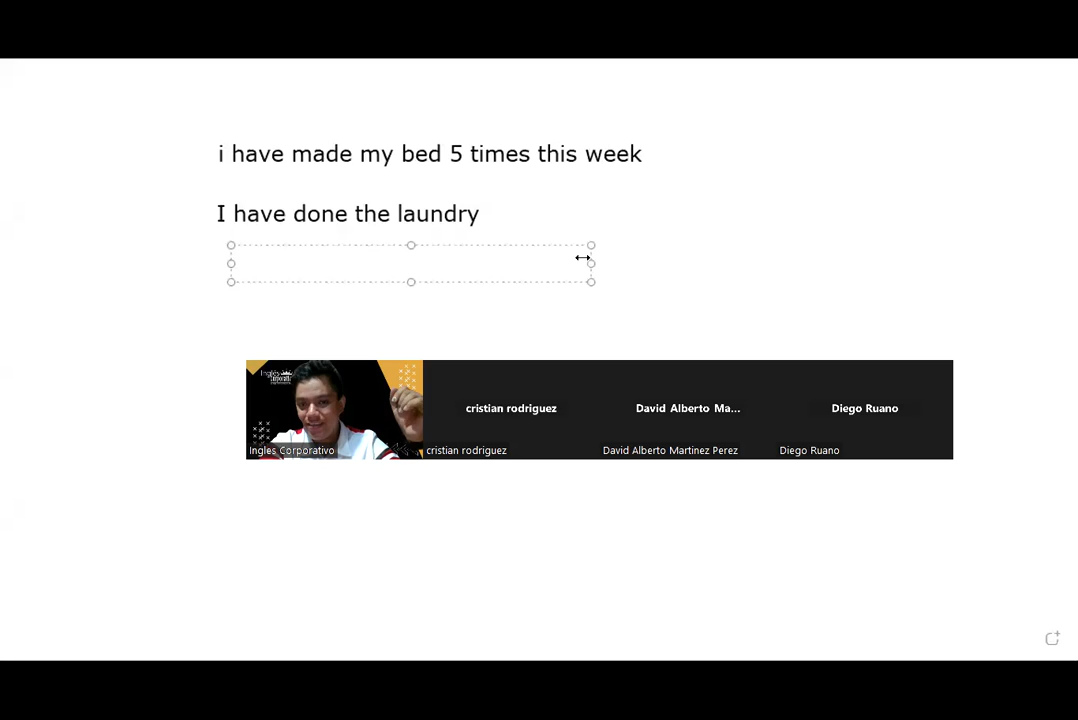 i have made my bed 5 times this week
I have done the laundry
Inglés
cristian rodriguez
David Alberto Ma...
Diego Ruano
Ingles Corporativo
cristian rodriguez
David Alberto Martinez Perez
Diego Ruano